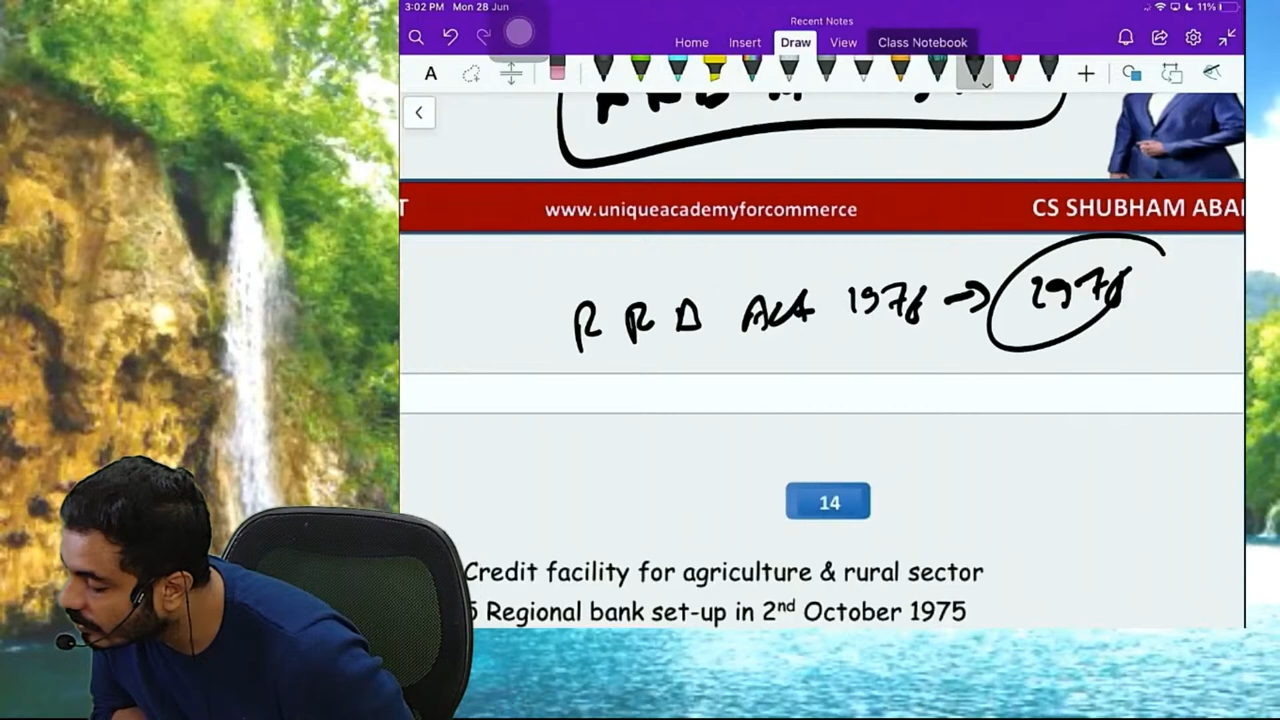 3:02 PM Mon 28 Jun
11%
Recent Notes
Home Insert Draw View Class Notebook
A
T www.uniqueacademyforcommerce CS SHUBHAM ABA
R R B Act 1976 → 1976
14
Credit facility for agriculture & rural sector
5 Regional bank set-up in 2nd October 1975